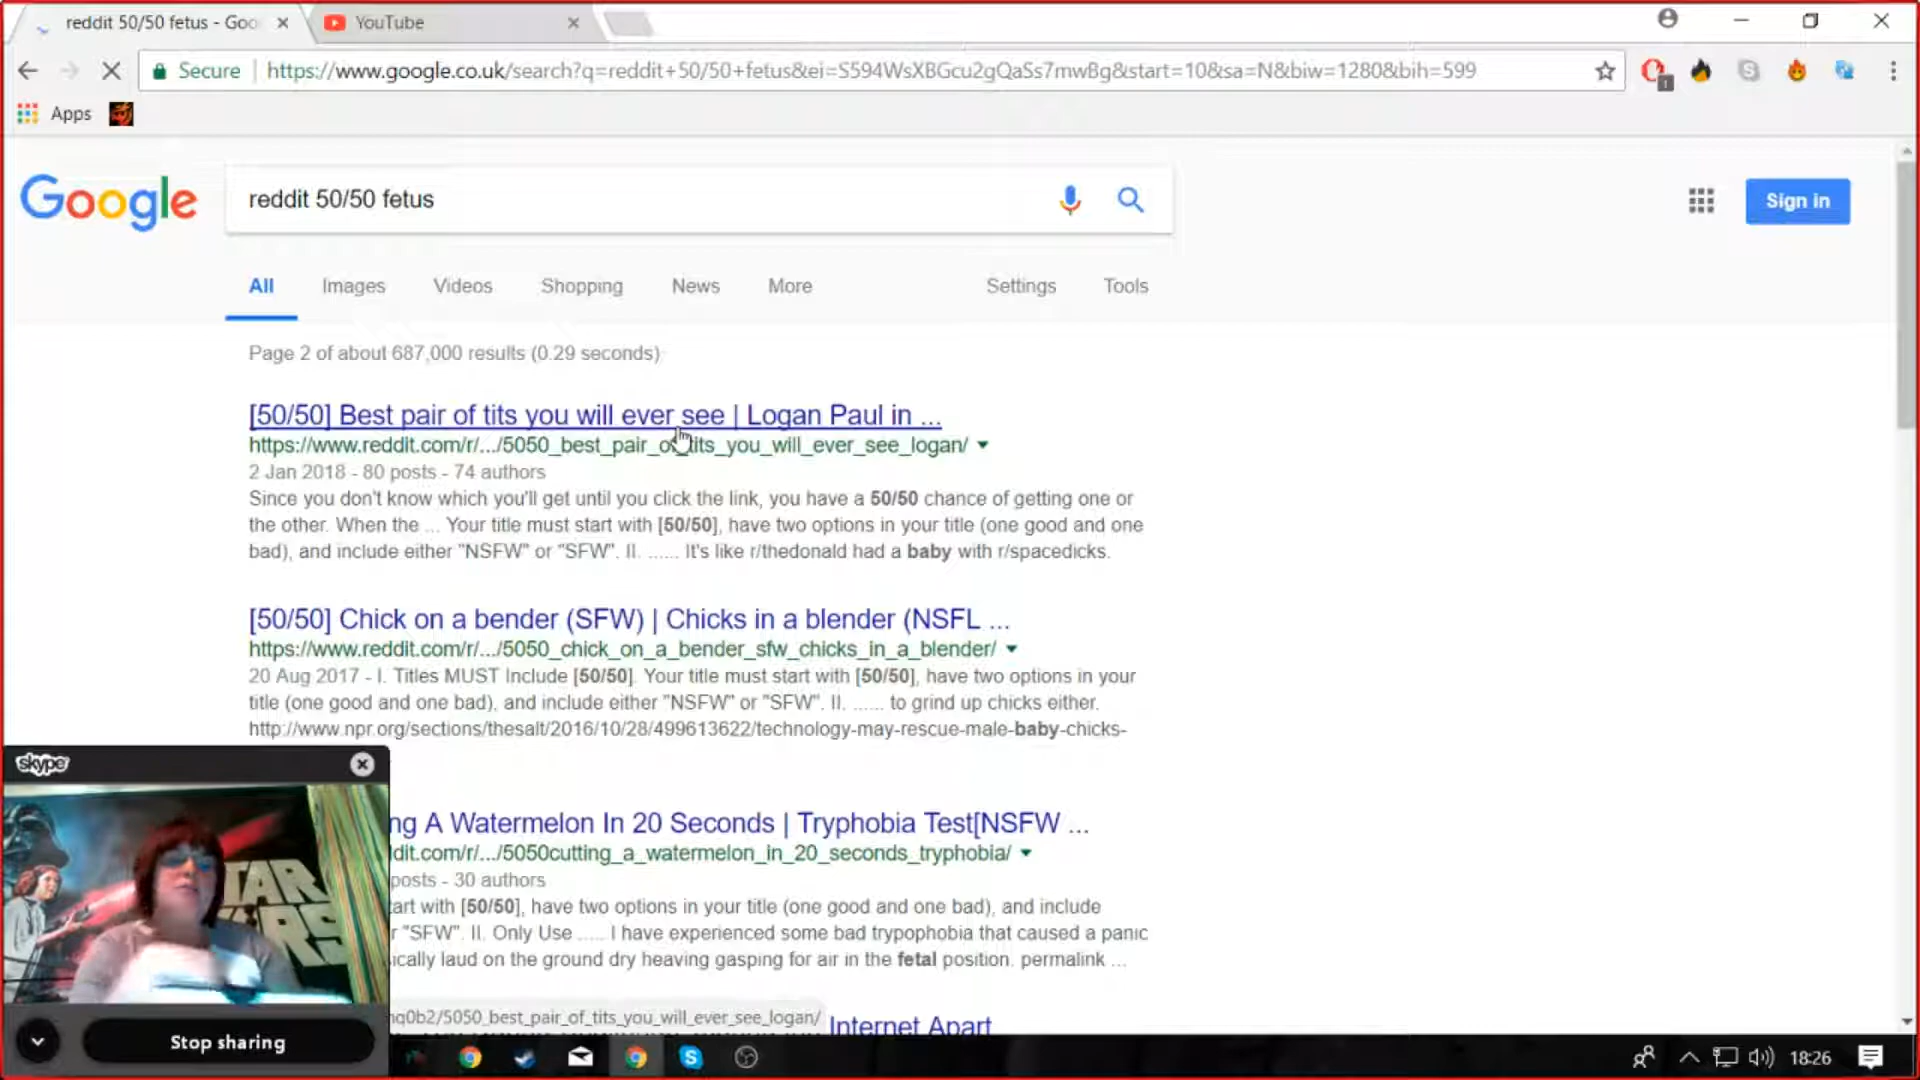 reddit 50/50 fetus - Goo
YouTube
Secure
https://www.google.co.uk/search?q=reddit+50/50+fetus&ei=S594WsXBGcu2gQaSs7mwBg&start=10&sa=N&biw=1280&bih=599
Apps
Google
reddit 50/50 fetus
Sign in
All
Images
Videos
Shopping
News
More
Settings
Tools
Page 2 of about 687,000 results (0.29 seconds)
[50/50] Best pair of tits you will ever see | Logan Paul in ...
https://www.reddit.com/r/.../5050_best_pair_of_tits_you_will_ever_see_logan/
2 Jan 2018 - 80 posts - 74 authors
Since you don't know which you'll get until you click the link, you have a 50/50 chance of getting one or
the other. When the ... Your title must start with [50/50], have two options in your title (one good and one
bad), and include either "NSFW" or "SFW". II. ...... It's like r/thedonald had a baby with r/spacedicks.
[50/50] Chick on a bender (SFW) | Chicks in a blender (NSFL ...
https://www.reddit.com/r/.../5050_chick_on_a_bender_sfw_chicks_in_a_blender/
20 Aug 2017 - I. Titles MUST Include [50/50]. Your title must start with [50/50], have two options in your
title (one good and one bad), and include either "NSFW" or "SFW". II. ...... to grind up chicks either.
http://www.npr.org/sections/thesalt/2016/10/28/499613622/technology-may-rescue-male-baby-chicks-
skype
ng A Watermelon In 20 Seconds | Tryphobia Test[NSFW ...
dit.com/r/.../5050cutting_a_watermelon_in_20_seconds_tryphobia/
posts - 30 authors
art with [50/50], have two options in your title (one good and one bad), and include
r "SFW". II. Only Use ..... I have experienced some bad trypophobia that caused a panic
ically laud on the ground dry heaving gasping for air in the fetal position. permalink ...
STAR
WARS
q0b2/5050_best_pair_of_tits_you_will_ever_see_logan/
Internet Apart
Stop sharing
18:26